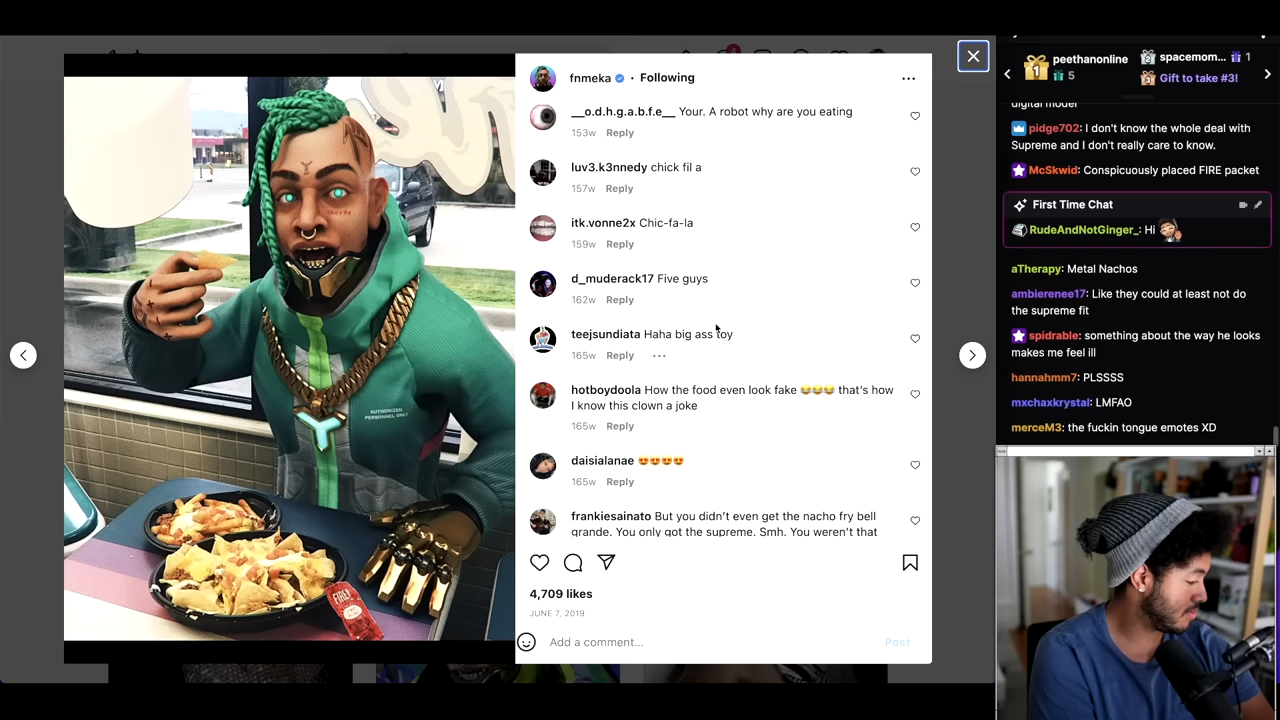 fnmeka • Following
__o.d.h.g.a.b.f.e__ Your. A robot why are you eating
153w Reply
luv3.k3nnedy chick fil a
157w Reply
itk.vonne2x Chic-fa-la
159w Reply
d_muderack17 Five guys
162w Reply
teejsundiata Haha big ass toy
165w Reply
hotboydoola How the food even look fake 😂😂😂 that's how
I know this clown a joke
165w Reply
daisialanae 😍😍😍😍
165w Reply
frankiesainato But you didn't even get the nacho fry bell
grande. You only got the supreme. Smh. You weren't that
4,709 likes
JUNE 7, 2019
Add a comment...
Post
AUTHORIZED
PERSONNEL ONLY
FIRE!
1 peethanonline
5
2 spacemom... 1
3 Gift to take #3!
digital model
pidge702: I don't know the whole deal with
Supreme and I don't really care to know.
McSkwid: Conspicuously placed FIRE packet
First Time Chat
RudeAndNotGinger_: Hi
aTherapy: Metal Nachos
ambierenee17: Like they could at least not do
the supreme fit
spidrable: something about the way he looks
makes me feel ill
hannahmm7: PLSSSS
mxchaxkrystal: LMFAO
merceM3: the fuckin tongue emotes XD